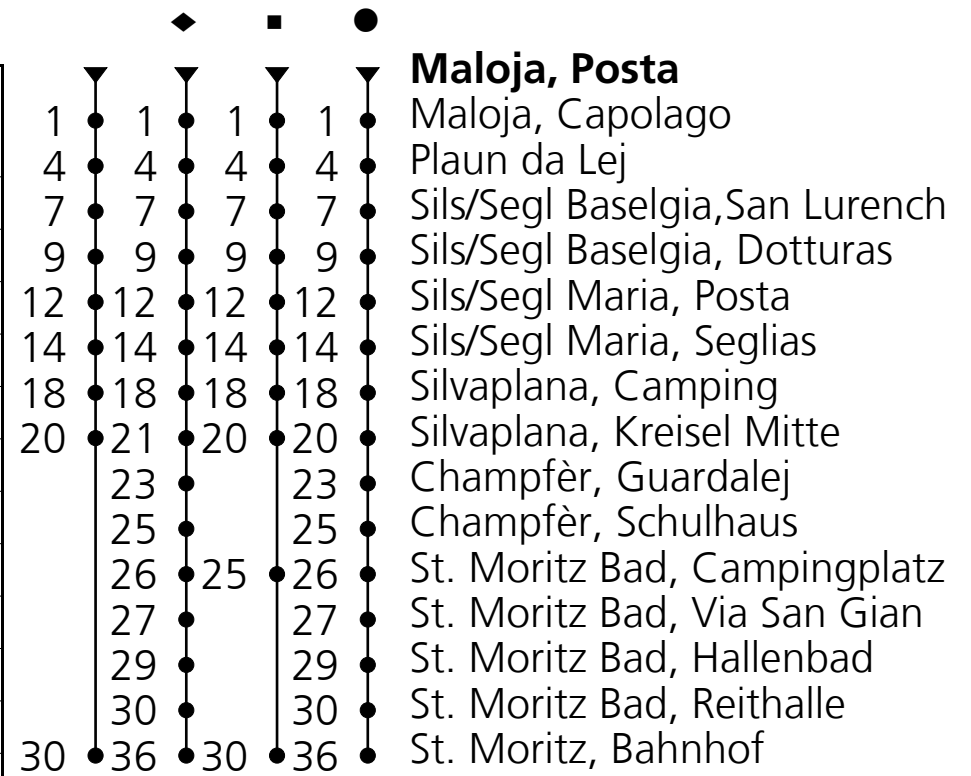 Maloja, Posta
1 1 1 1 Maloja, Capolago
4 4 4 4 Plaun da Lej
7 7 7 7 Sils/Segl Baselgia,San Lurench
9 9 9 9 Sils/Segl Baselgia, Dotturas
12 12 12 12 Sils/Segl Maria, Posta
14 14 14 14 Sils/Segl Maria, Seglias
18 18 18 18 Silvaplana, Camping
20 21 20 20 Silvaplana, Kreisel Mitte
23 23 Champfèr, Guardalej
25 25 Champfèr, Schulhaus
26 25 26 St. Moritz Bad, Campingplatz
27 27 St. Moritz Bad, Via San Gian
29 29 St. Moritz Bad, Hallenbad
30 30 St. Moritz Bad, Reithalle
30 36 30 36 St. Moritz, Bahnhof